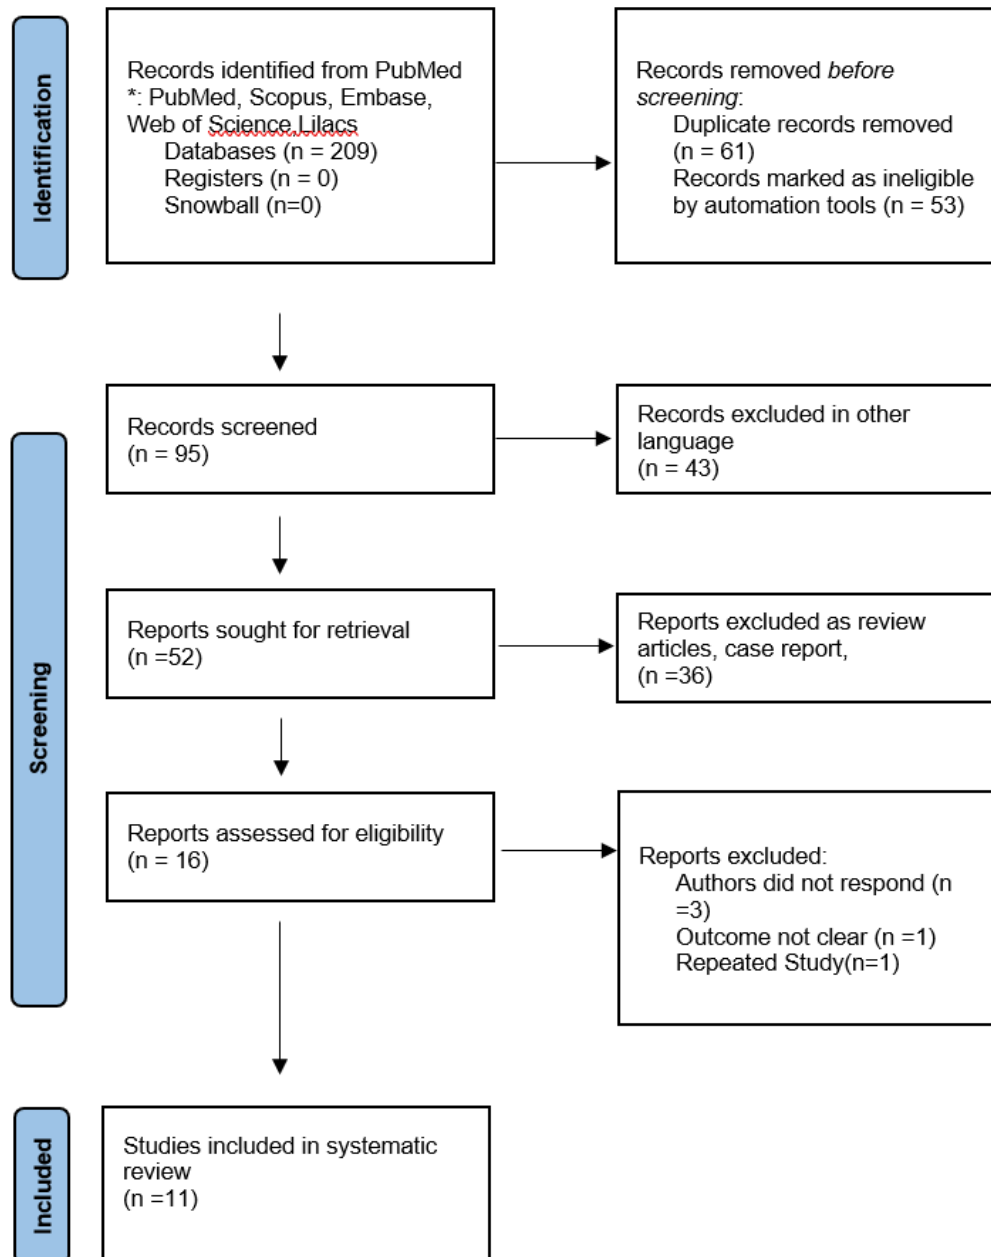 Identification
Records identified from PubMed
*: PubMed, Scopus, Embase,
Web of Science,Lilacs
Databases (n = 209)
Registers (n = 0)
Snowball (n=0)
Records removed before
screening:
Duplicate records removed
(n = 61)
Records marked as ineligible
by automation tools (n = 53)
Screening
Records screened
(n = 95)
Records excluded in other
language
(n = 43)
Reports sought for retrieval
(n =52)
Reports excluded as review
articles, case report,
(n =36)
Reports assessed for eligibility
(n = 16)
Reports excluded:
Authors did not respond (n
=3)
Outcome not clear (n =1)
Repeated Study(n=1)
Included
Studies included in systematic
review
(n =11)